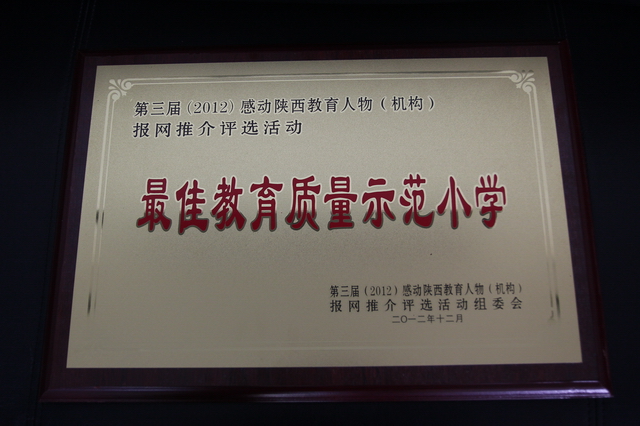 第三届(2012)感动陕西教育人物(机构)
报网推介评选活动
最佳教育质量示范小学
第三届(2012)感动陕西教育人物(机构)
报网推介评选活动组委会
二〇一二年十二月